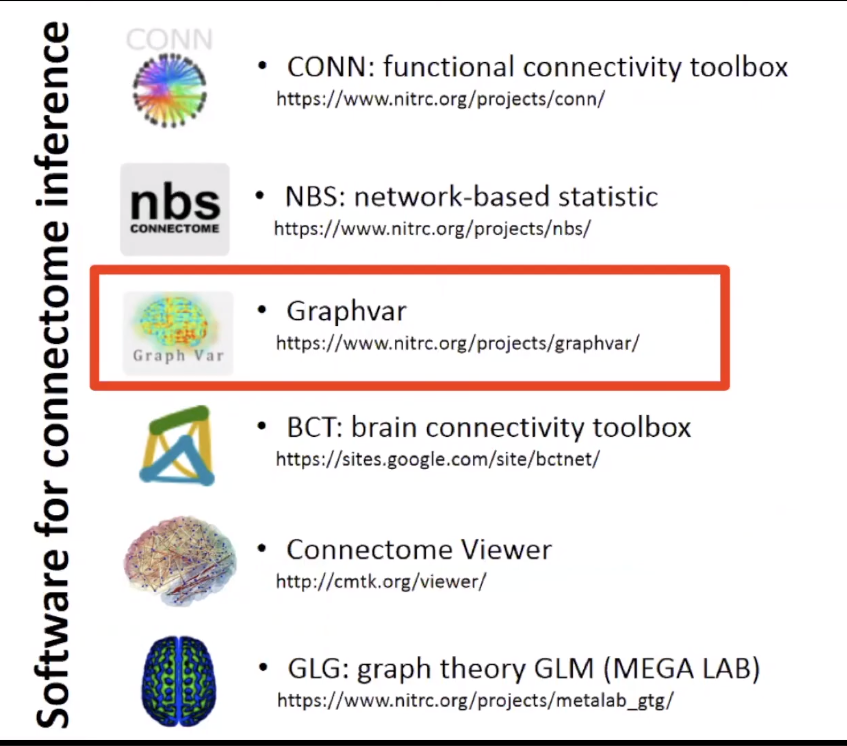 Software for connectome inference
CONN
• CONN: functional connectivity toolbox
https://www.nitrc.org/projects/conn/
nbs
CONNECTOME
• NBS: network-based statistic
https://www.nitrc.org/projects/nbs/
Graph Var
• Graphvar
https://www.nitrc.org/projects/graphvar/
• BCT: brain connectivity toolbox
https://sites.google.com/site/bctnet/
• Connectome Viewer
http://cmtk.org/viewer/
• GLG: graph theory GLM (MEGA LAB)
https://www.nitrc.org/projects/metalab_gtg/